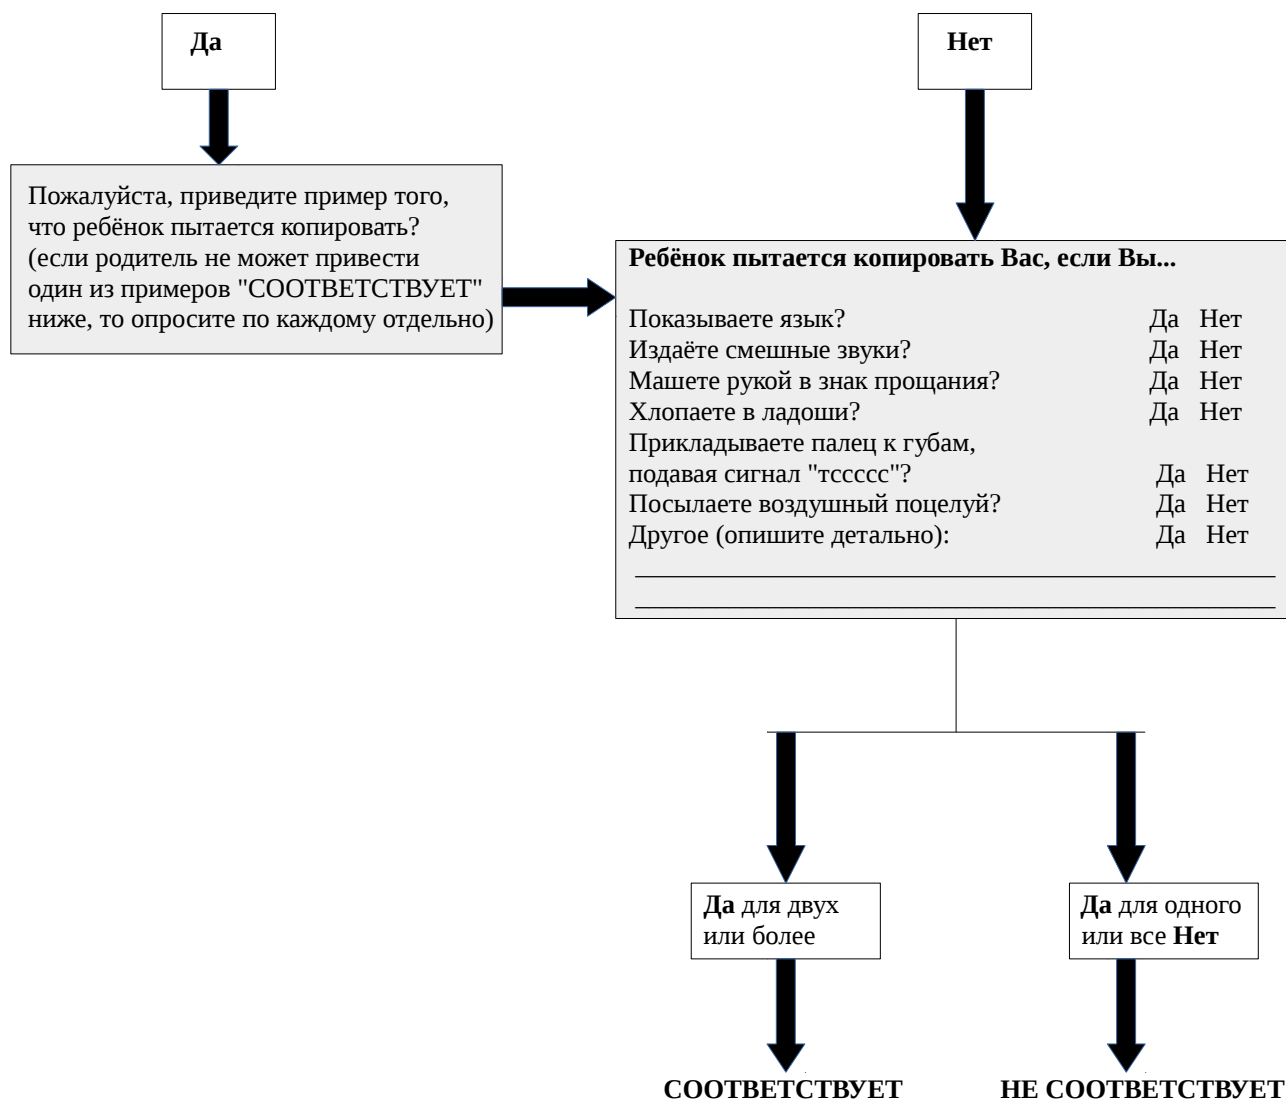 Да
Нет
Пожалуйста, приведите пример того,
что ребёнок пытается копировать?
(если родитель не может привести
один из примеров "СООТВЕТСТВУЕТ"
ниже, то опросите по каждому отдельно)
Ребёнок пытается копировать Вас, если Вы...
Показываете язык? Да Нет
Издаёте смешные звуки? Да Нет
Машете рукой в знак прощания? Да Нет
Хлопаете в ладоши? Да Нет
Прикладываете палец к губам,
подавая сигнал "тссссс"? Да Нет
Посылаете воздушный поцелуй? Да Нет
Другое (опишите детально): Да Нет
Да для двух
или более
Да для одного
или все Нет
СООТВЕТСТВУЕТ
НЕ СООТВЕТСТВУЕТ